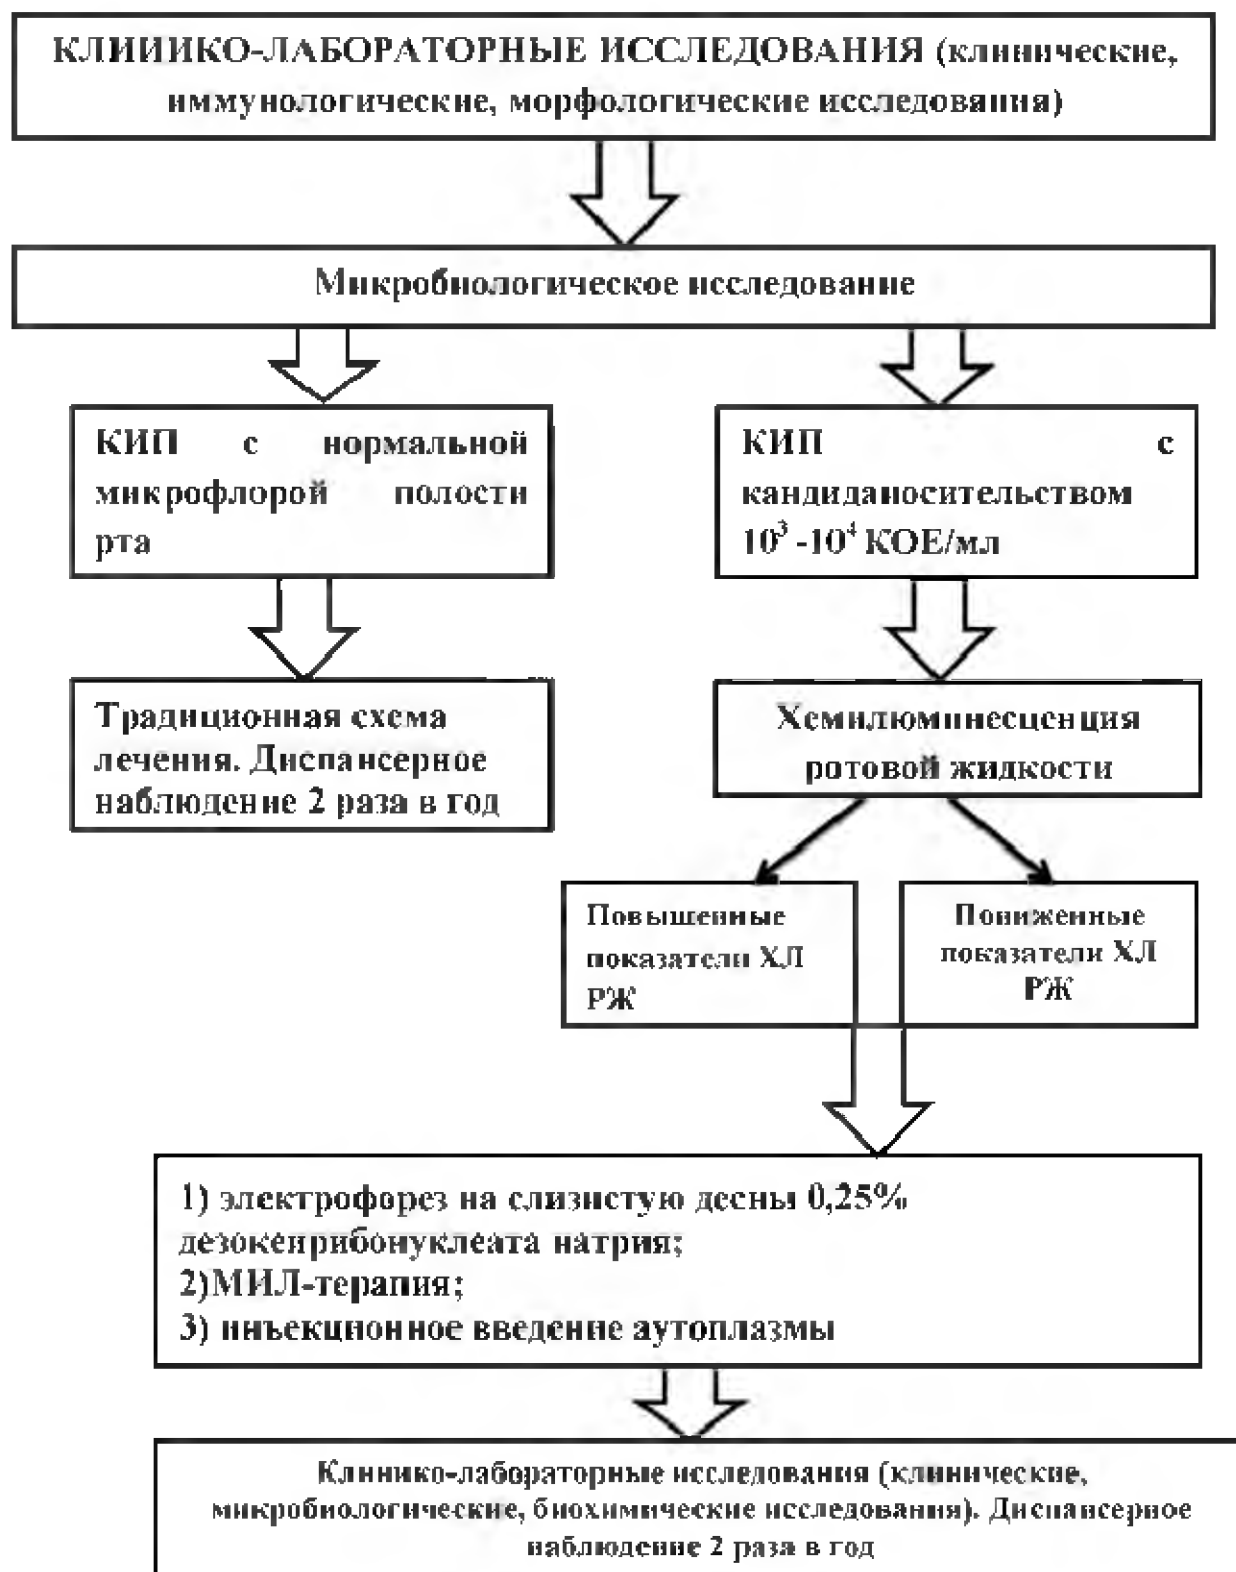 КЛИНИКО-ЛАБОРАТОРНЫЕ ИССЛЕДОВАНИЯ (клинические,
иммунологические, морфологические исследования)
Микробиологическое исследование
КИП с нормальной
микрофлорой полости
рта
КИП с
кандиданосительством
10³ -10⁴ КОЕ/мл
Традиционная схема
лечения. Диспансерное
наблюдение 2 раза в год
Хемилюминесценция
ротовой жидкости
Повышенные
показатели ХЛ
РЖ
Пониженные
показатели ХЛ
РЖ
1) электрофорез на слизистую десны 0,25%
дезоксирибонуклеата натрия;
2)МИЛ-терапия;
3) инъекционное введение аутоплазмы
Клинико-лабораторные исследования (клинические,
микробиологические, биохимические исследования). Диспансерное
наблюдение 2 раза в год